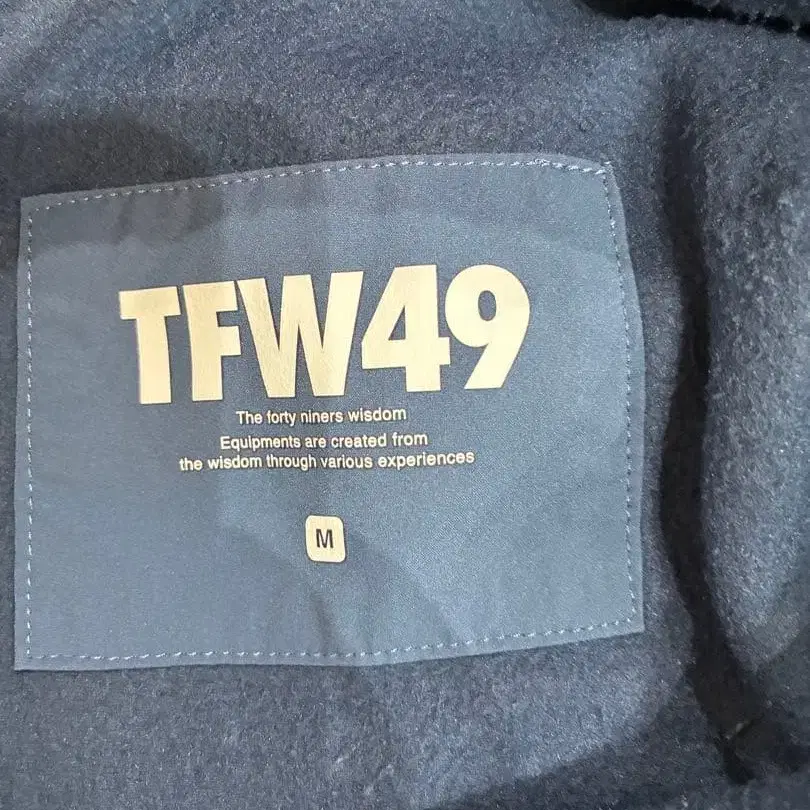 TFW49
The forty niners wisdom
Equipments are created from
the wisdom through various experiences
M